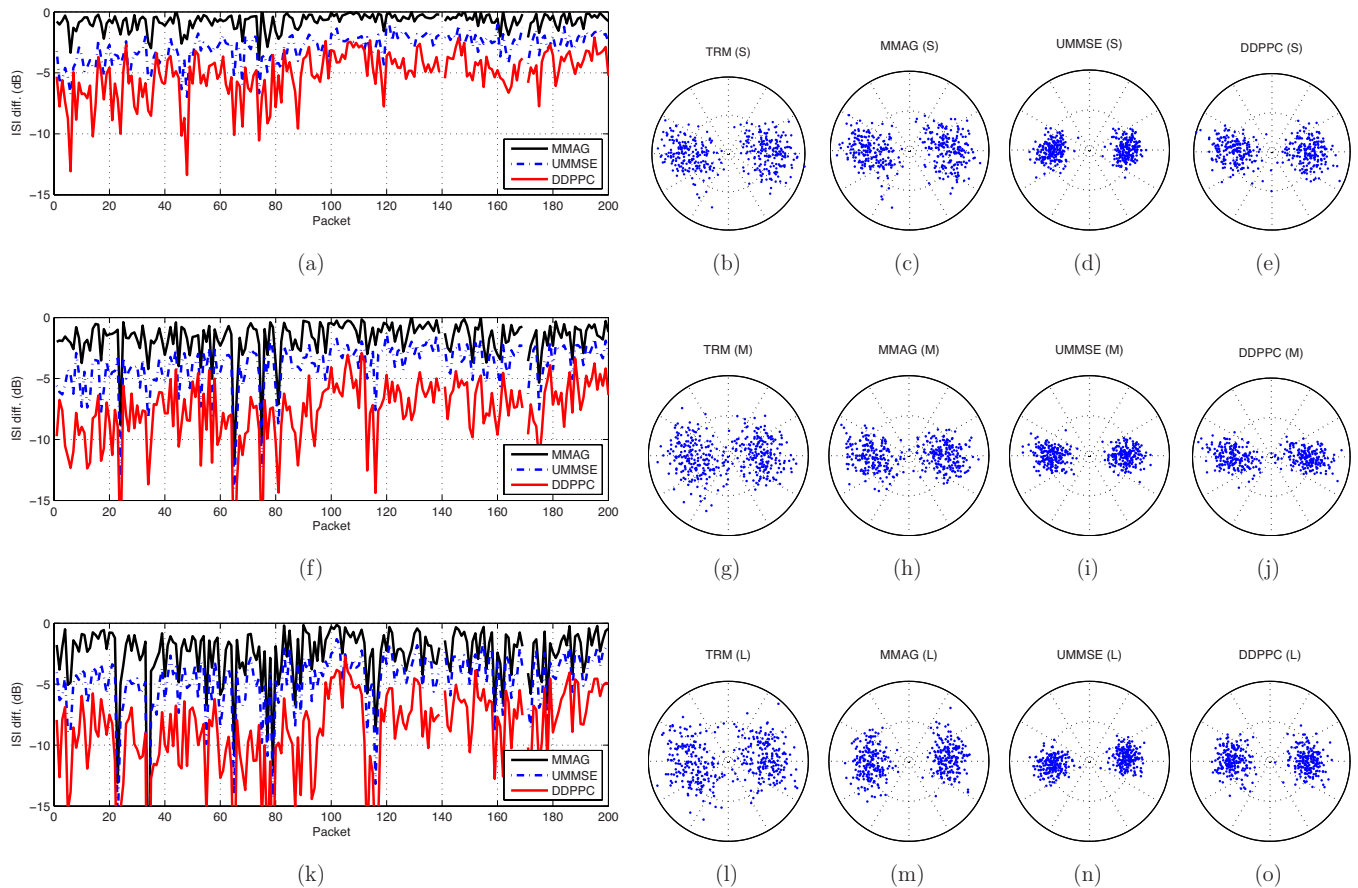 0
−5
−10
−15
ISI diff. (dB)
0 20 40 60 80 100 120 140 160 180 200
Packet
MMAG
UMMSE
DDPPC
(a)
TRM (S)
(b)
MMAG (S)
(c)
UMMSE (S)
(d)
DDPPC (S)
(e)
0
−5
−10
−15
ISI diff. (dB)
0 20 40 60 80 100 120 140 160 180 200
Packet
MMAG
UMMSE
DDPPC
(f)
TRM (M)
(g)
MMAG (M)
(h)
UMMSE (M)
(i)
DDPPC (M)
(j)
0
−5
−10
−15
ISI diff. (dB)
0 20 40 60 80 100 120 140 160 180 200
Packet
MMAG
UMMSE
DDPPC
(k)
TRM (L)
(l)
MMAG (L)
(m)
UMMSE (L)
(n)
DDPPC (L)
(o)